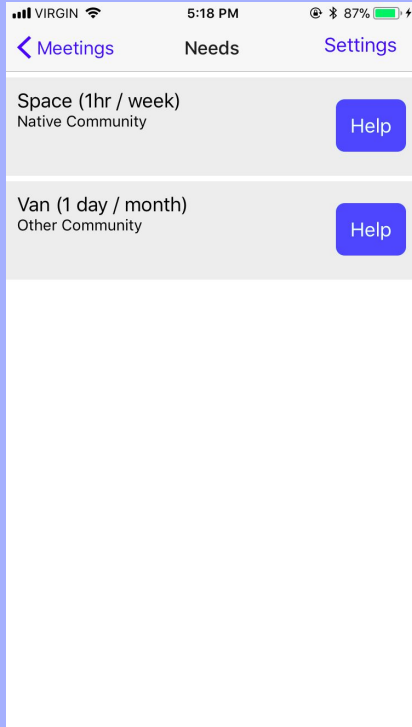 VIRGIN 5:18 PM 87%
Meetings Needs Settings
Space (1hr / week)
Native Community
Help
Van (1 day / month)
Other Community
Help